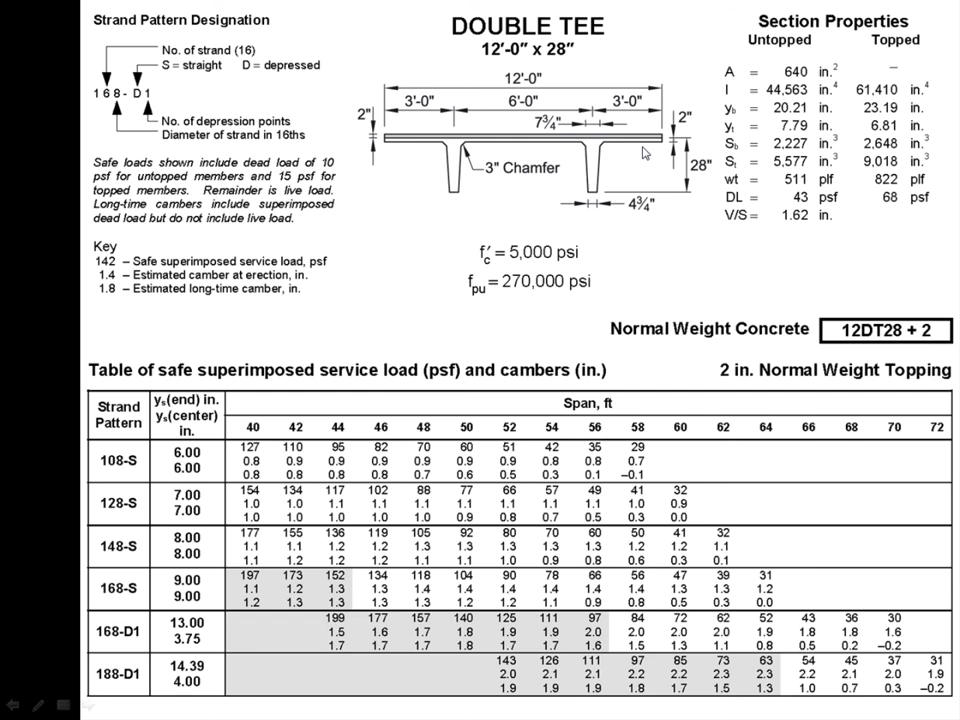 Strand Pattern Designation
No. of strand (16)
S = straight D = depressed
1 6 8 - D 1
No. of depression points
Diameter of strand in 16ths
Safe loads shown include dead load of 10
psf for untopped members and 15 psf for
topped members. Remainder is live load.
Long-time cambers include superimposed
dead load but do not include live load.
Key
142 – Safe superimposed service load, psf
1.4 – Estimated camber at erection, in.
1.8 – Estimated long-time camber, in.
DOUBLE TEE
12'-0" x 28"
12'-0"
3'-0" 6'-0" 3'-0"
2" 7¾" 2"
3" Chamfer
28"
4¾"
f′c = 5,000 psi
fpu = 270,000 psi
Section Properties
Untopped Topped
A = 640 in.² –
I = 44,563 in.⁴ 61,410 in.⁴
yb = 20.21 in. 23.19 in.
yt = 7.79 in. 6.81 in.
Sb = 2,227 in.³ 2,648 in.³
St = 5,577 in.³ 9,018 in.³
wt = 511 plf 822 plf
DL = 43 psf 68 psf
V/S = 1.62 in.
Normal Weight Concrete 12DT28 + 2
Table of safe superimposed service load (psf) and cambers (in.) 2 in. Normal Weight Topping
Strand Pattern
ys(end) in.
ys(center) in.
Span, ft
40 42 44 46 48 50 52 54 56 58 60 62 64 66 68 70 72
108-S
6.00
6.00
127 110 95 82 70 60 51 42 35 29
0.8 0.9 0.9 0.9 0.9 0.9 0.9 0.8 0.8 0.7
0.8 0.8 0.8 0.8 0.7 0.6 0.5 0.3 0.1 –0.1
128-S
7.00
7.00
154 134 117 102 88 77 66 57 49 41 32
1.0 1.0 1.1 1.1 1.1 1.1 1.1 1.1 1.1 1.0 0.9
1.0 1.0 1.0 1.0 1.0 0.9 0.8 0.7 0.5 0.3 0.0
148-S
8.00
8.00
177 155 136 119 105 92 80 70 60 50 41 32
1.1 1.1 1.2 1.2 1.3 1.3 1.3 1.3 1.3 1.2 1.2 1.1
1.1 1.2 1.2 1.2 1.1 1.1 1.0 0.9 0.8 0.6 0.3 0.1
168-S
9.00
9.00
197 173 152 134 118 104 90 78 66 56 47 39 31
1.1 1.2 1.3 1.3 1.4 1.4 1.4 1.4 1.4 1.4 1.3 1.3 1.2
1.2 1.3 1.3 1.3 1.3 1.2 1.2 1.1 0.9 0.8 0.5 0.3 0.0
168-D1
13.00
3.75
199 177 157 140 125 111 97 84 72 62 52 43 36 30
1.5 1.6 1.7 1.8 1.9 1.9 2.0 2.0 2.0 2.0 1.9 1.8 1.8 1.6
1.7 1.7 1.7 1.8 1.7 1.7 1.6 1.5 1.3 1.1 0.8 0.5 0.2 –0.2
188-D1
14.39
4.00
143 126 111 97 85 73 63 54 45 37 31
2.0 2.1 2.1 2.2 2.2 2.3 2.3 2.2 2.1 2.0 1.9
1.9 1.9 1.9 1.8 1.7 1.5 1.3 1.0 0.7 0.3 –0.2